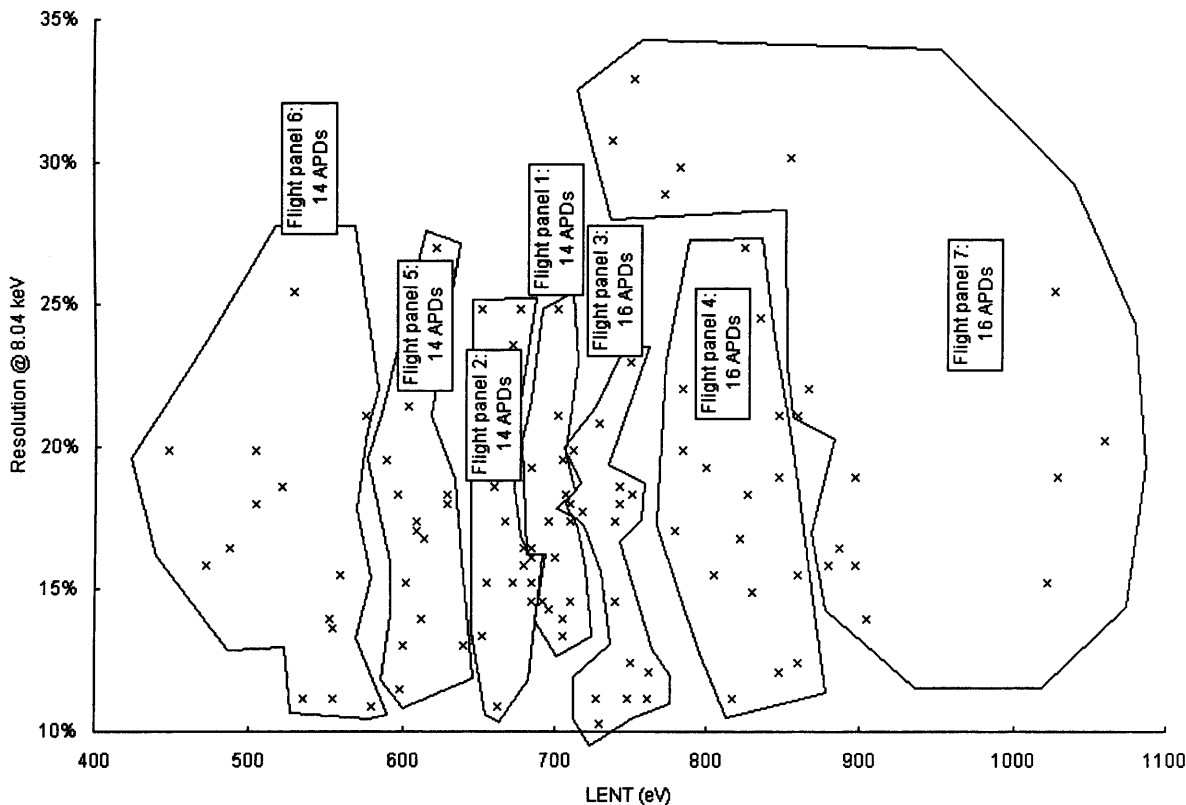 35%
30%
25%
20%
15%
10%
Resolution @ 8.04 keV
400
500
600
700
800
900
1000
1100
LENT (eV)
Flight panel 6:
14 APDs
Flight panel 5:
14 APDs
Flight panel 2:
14 APDs
Flight panel 1:
14 APDs
Flight panel 3:
16 APDs
Flight panel 4:
16 APDs
Flight panel 7:
16 APDs